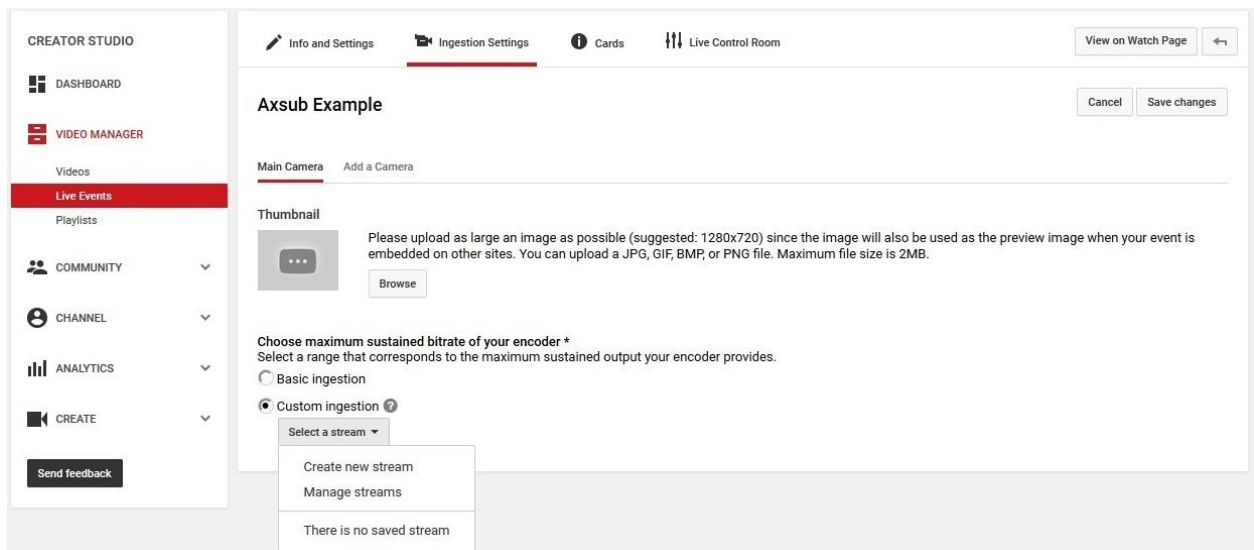 CREATOR STUDIO
DASHBOARD
VIDEO MANAGER
Videos
Live Events
Playlists
COMMUNITY
CHANNEL
ANALYTICS
CREATE
Send feedback
Info and Settings
Ingestion Settings
Cards
Live Control Room
View on Watch Page
Axsub Example
Cancel
Save changes
Main Camera
Add a Camera
Thumbnail
Please upload as large an image as possible (suggested: 1280x720) since the image will also be used as the preview image when your event is
embedded on other sites. You can upload a JPG, GIF, BMP, or PNG file. Maximum file size is 2MB.
Browse
Choose maximum sustained bitrate of your encoder *
Select a range that corresponds to the maximum sustained output your encoder provides.
Basic ingestion
Custom ingestion ?
Select a stream
Create new stream
Manage streams
There is no saved stream